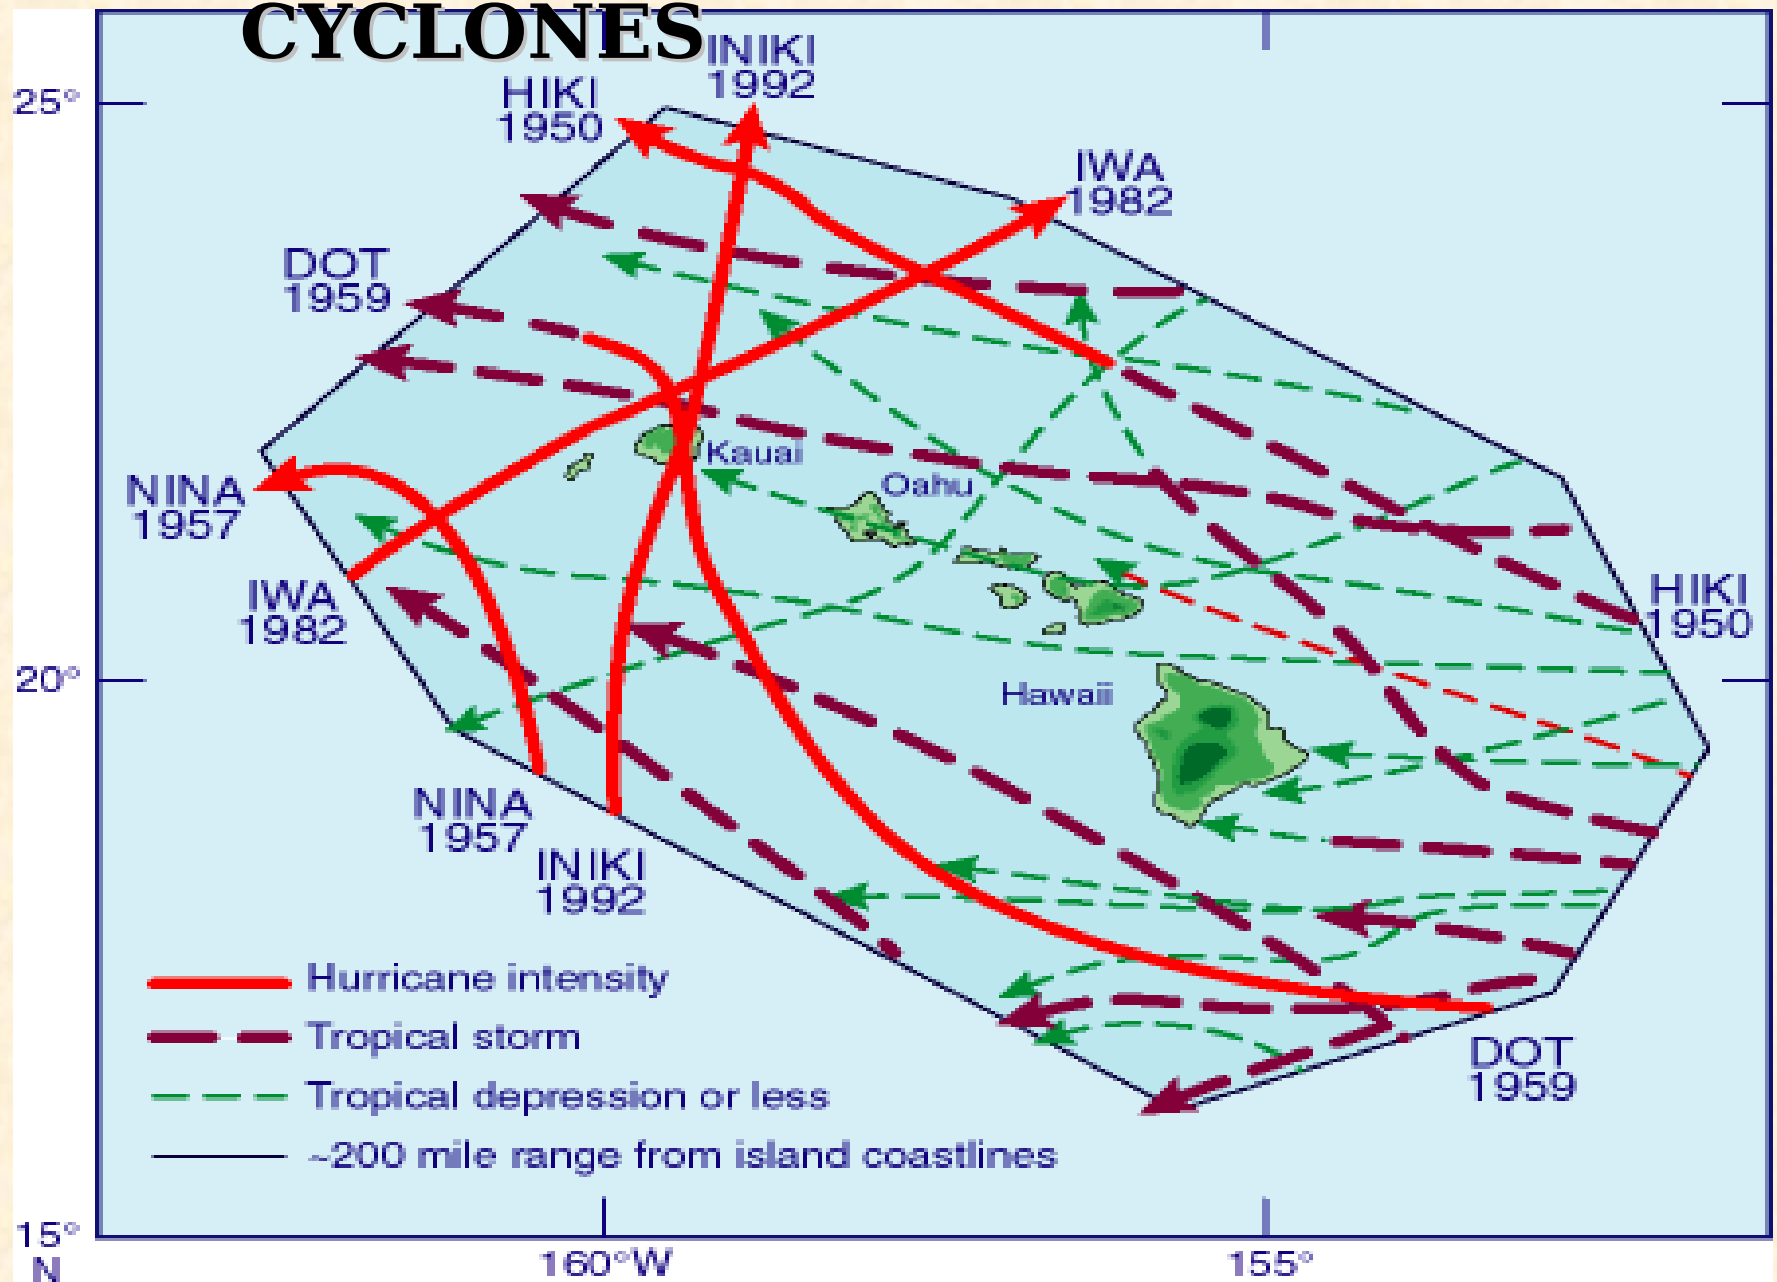 CYCLONES
INIKI
1992
HIKI
1950
25°
IWA
1982
DOT
1959
Kauai
Oahu
NINA
1957
IWA
1982
HIKI
1950
20°
Hawaii
NINA
1957
INIKI
1992
Hurricane intensity
Tropical storm
DOT
1959
Tropical depression or less
~200 mile range from island coastlines
15°
N
160°W
155°